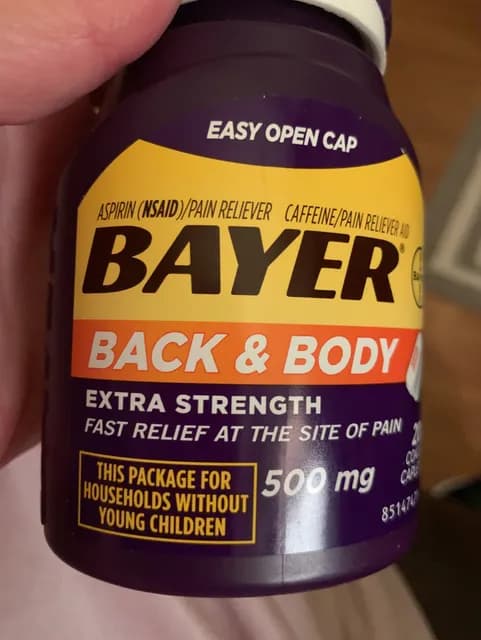 EASY OPEN CAP
ASPIRIN (NSAID)/PAIN RELIEVER CAFFEINE/PAIN RELIEVER AID
BAYER®
BACK & BODY
EXTRA STRENGTH
FAST RELIEF AT THE SITE OF PAIN
THIS PACKAGE FOR
HOUSEHOLDS WITHOUT
YOUNG CHILDREN
500 mg